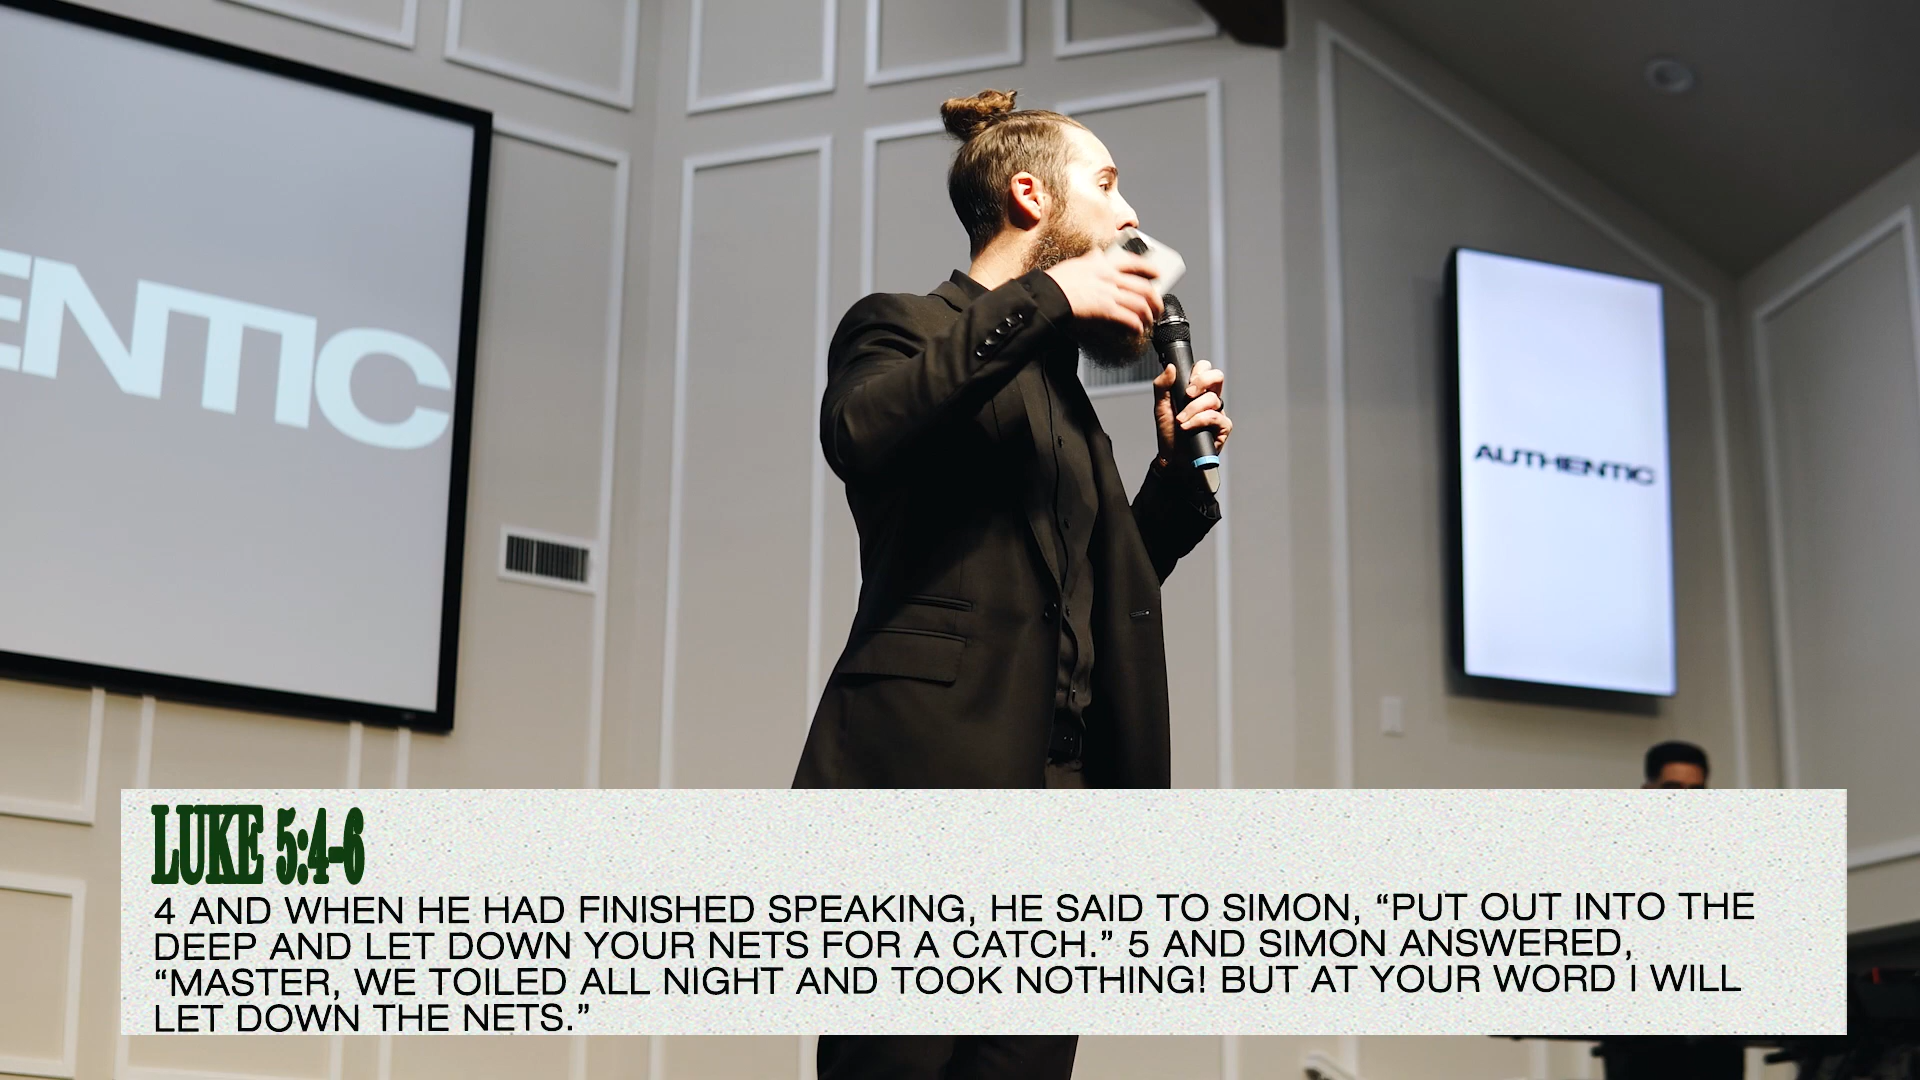 ENTIC
AUTHENTIC
LUKE 5:4-6
4 AND WHEN HE HAD FINISHED SPEAKING, HE SAID TO SIMON, “PUT OUT INTO THE
DEEP AND LET DOWN YOUR NETS FOR A CATCH.” 5 AND SIMON ANSWERED,
“MASTER, WE TOILED ALL NIGHT AND TOOK NOTHING! BUT AT YOUR WORD I WILL
LET DOWN THE NETS.”